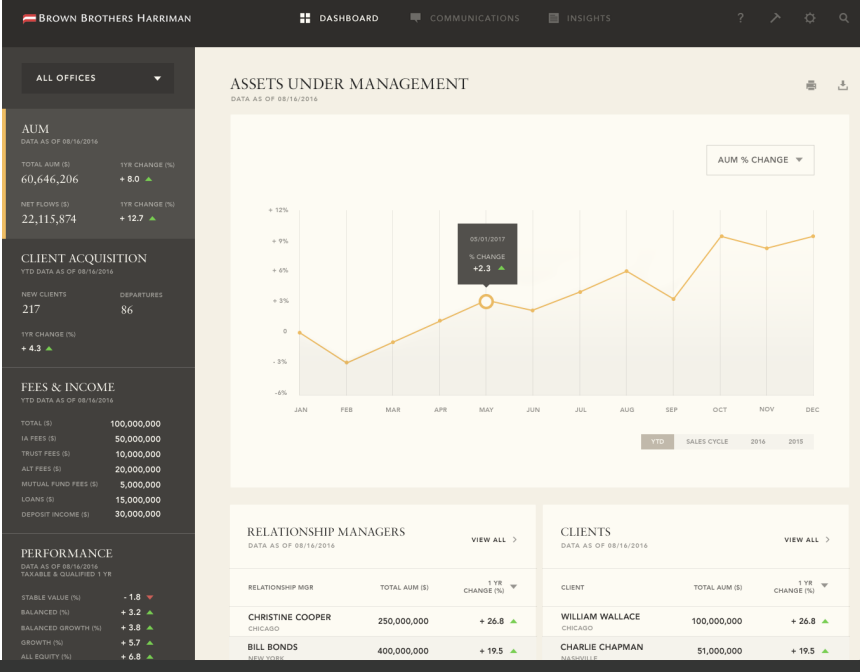 BROWN BROTHERS HARRIMAN
DASHBOARD
COMMUNICATIONS
INSIGHTS
?
ALL OFFICES
AUM
DATA AS OF 08/16/2016
TOTAL AUM ($) 1YR CHANGE (%)
60,646,206 + 8.0
NET FLOWS ($) 1YR CHANGE (%)
22,115,874 + 12.7
CLIENT ACQUISITION
YTD DATA AS OF 08/16/2016
NEW CLIENTS DEPARTURES
217 86
1YR CHANGE (%)
+ 4.3
FEES & INCOME
YTD DATA AS OF 08/16/2016
TOTAL ($) 100,000,000
IA FEES ($) 50,000,000
TRUST FEES ($) 10,000,000
ALT FEES ($) 20,000,000
MUTUAL FUND FEES ($) 5,000,000
LOANS ($) 15,000,000
DEPOSIT INCOME ($) 30,000,000
PERFORMANCE
DATA AS OF 08/16/2016
TAXABLE & QUALIFIED 1 YR
STABLE VALUE (%) - 1.8
BALANCED (%) + 3.2
BALANCED GROWTH (%) + 3.8
GROWTH (%) + 5.7
ALL EQUITY (%) + 6.8
ASSETS UNDER MANAGEMENT
DATA AS OF 08/16/2016
AUM % CHANGE
+ 12%
+ 9%
+ 6%
+ 3%
0
- 3%
-6%
05/01/2017
% CHANGE
+2.3
JAN FEB MAR APR MAY JUN JUL AUG SEP OCT NOV DEC
YTD SALES CYCLE 2016 2015
RELATIONSHIP MANAGERS
DATA AS OF 08/16/2016
VIEW ALL
RELATIONSHIP MGR TOTAL AUM ($) 1 YR
CHANGE (%)
CHRISTINE COOPER 250,000,000 + 26.8
CHICAGO
BILL BONDS 400,000,000 + 19.5
NEW YORK
CLIENTS
DATA AS OF 08/16/2016
VIEW ALL
CLIENT TOTAL AUM ($) 1 YR
CHANGE (%)
WILLIAM WALLACE 100,000,000 + 26.8
CHICAGO
CHARLIE CHAPMAN 51,000,000 + 19.5
NASHVILLE